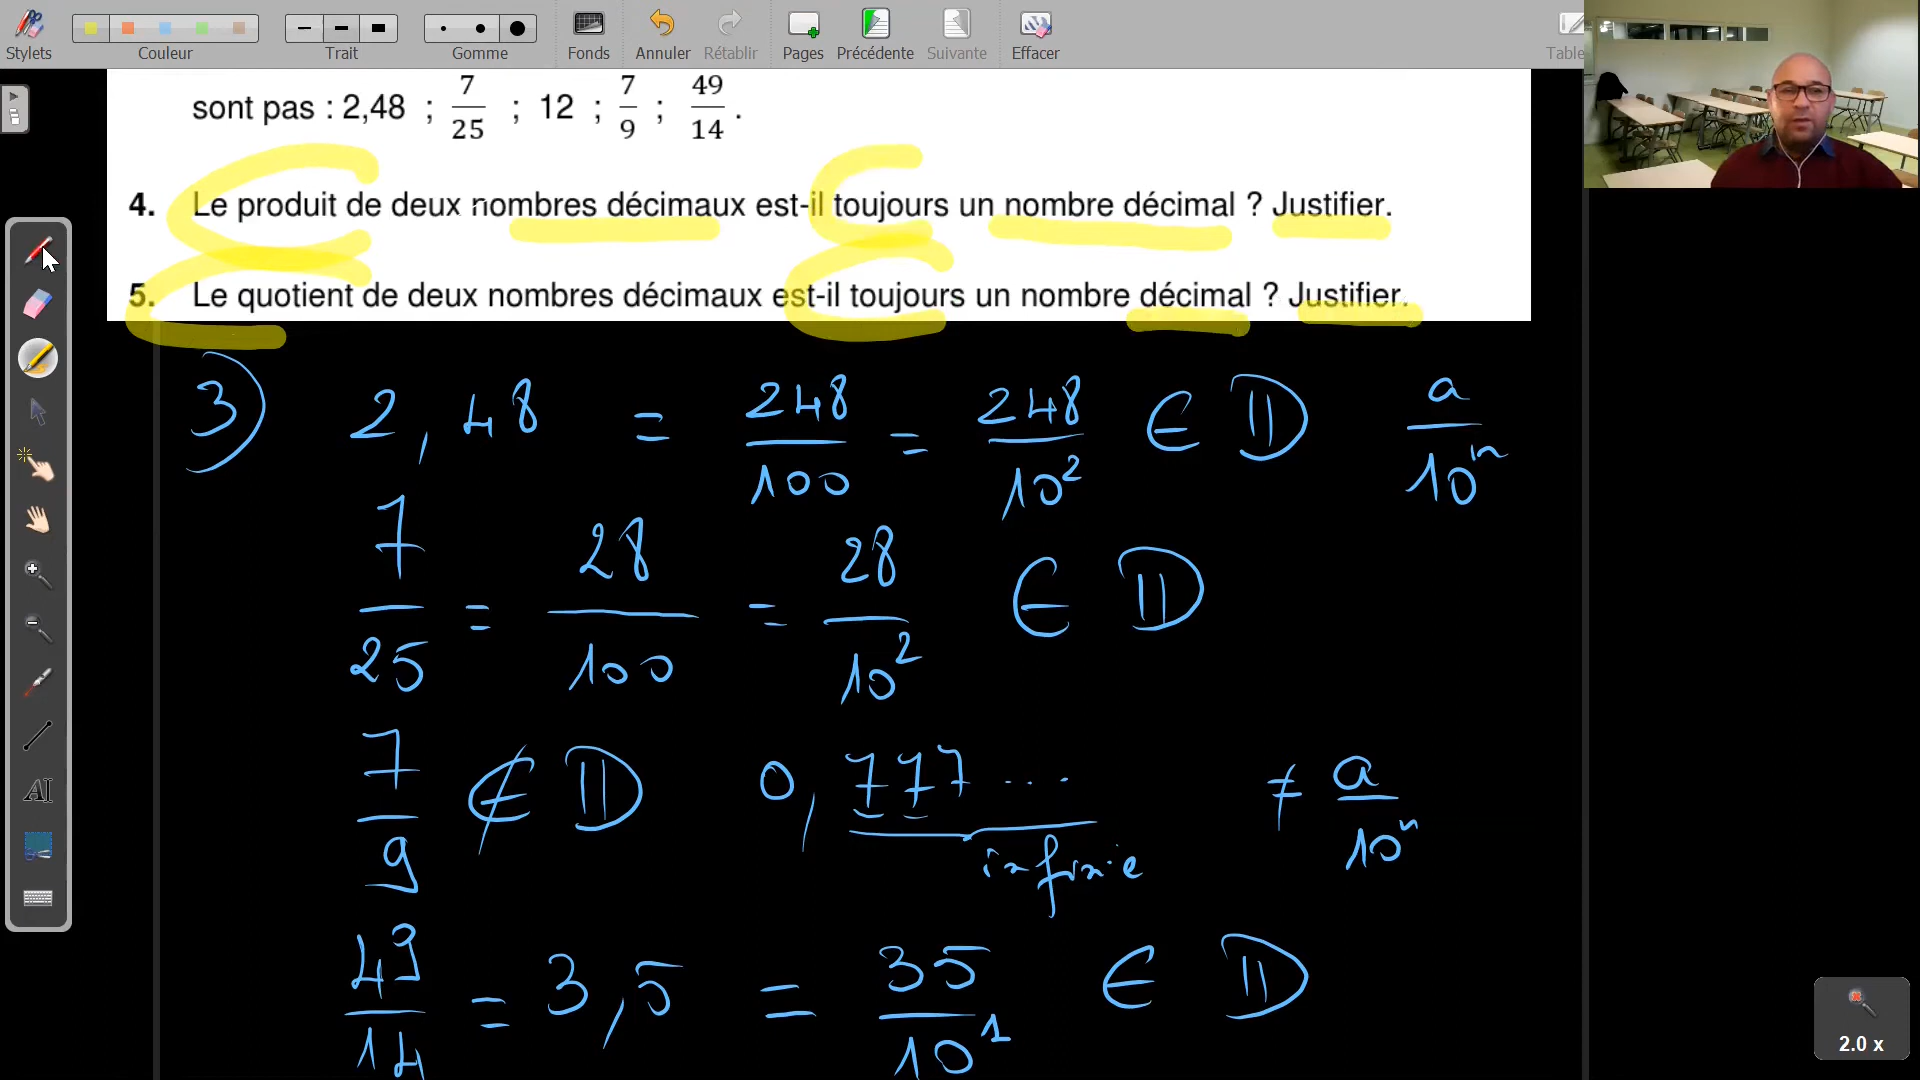 Stylets Couleur Trait Gomme Fonds Annuler Rétablir Pages Précédente Suivante Effacer Table
sont pas : 2,48 ; 7/25 ; 12 ; 7/9 ; 49/14 .
4. Le produit de deux nombres décimaux est-il toujours un nombre décimal ? Justifier.
5. Le quotient de deux nombres décimaux est-il toujours un nombre décimal ? Justifier.
3) 2,48 = 248/100 = 248/10² ∈ 𝔻 a/10ⁿ
7/25 = 28/100 = 28/10² ∈ 𝔻
7/9 ∉ 𝔻 0,777... ≠ a/10ⁿ
infinie
49/14 = 3,5 = 35/10¹ ∈ 𝔻
AI
2.0 x